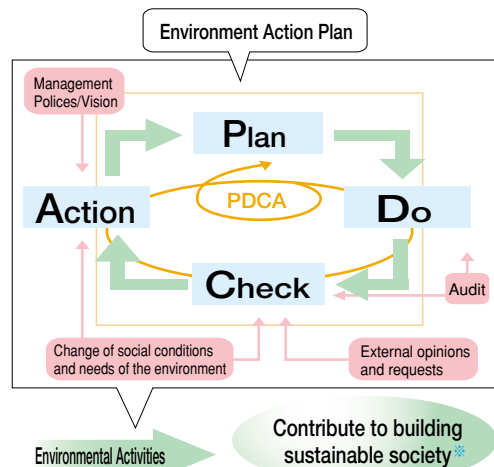 Environment Action Plan
Management
Polices/Vision
Plan
Action
PDCA
Do
Check
Audit
Change of social conditions
and needs of the environment
External opinions
and requests
Environmental Activities
Contribute to building
sustainable society※